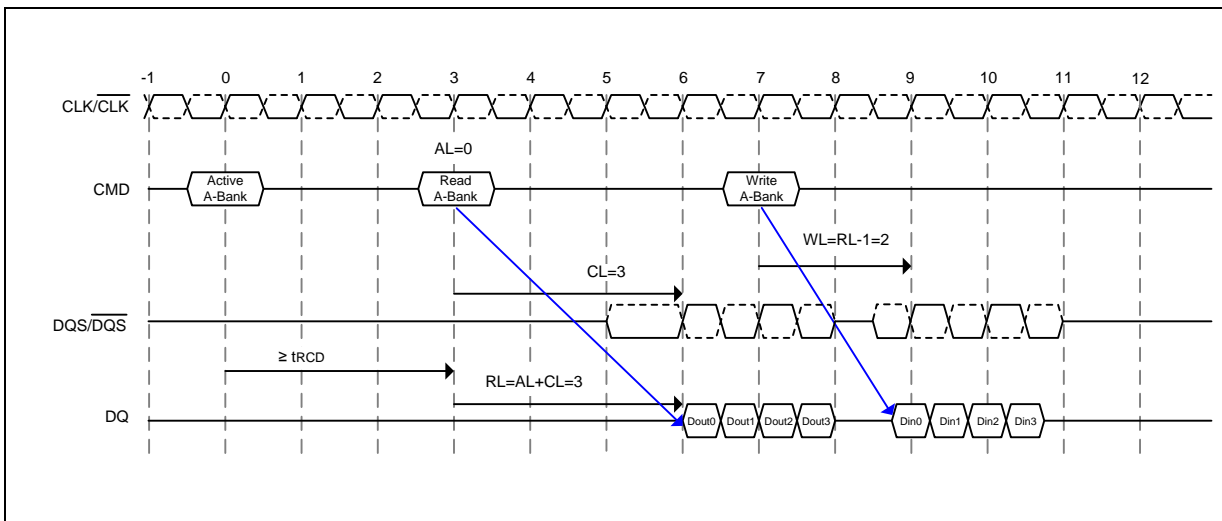 -1 0 1 2 3 4 5 6 7 8 9 10 11 12
CLK/CLK
AL=0
CMD
Active
A-Bank
Read
A-Bank
Write
A-Bank
WL=RL-1=2
CL=3
DQS/DQS
≥ tRCD
RL=AL+CL=3
DQ
Dout0 Dout1 Dout2 Dout3 Din0 Din1 Din2 Din3